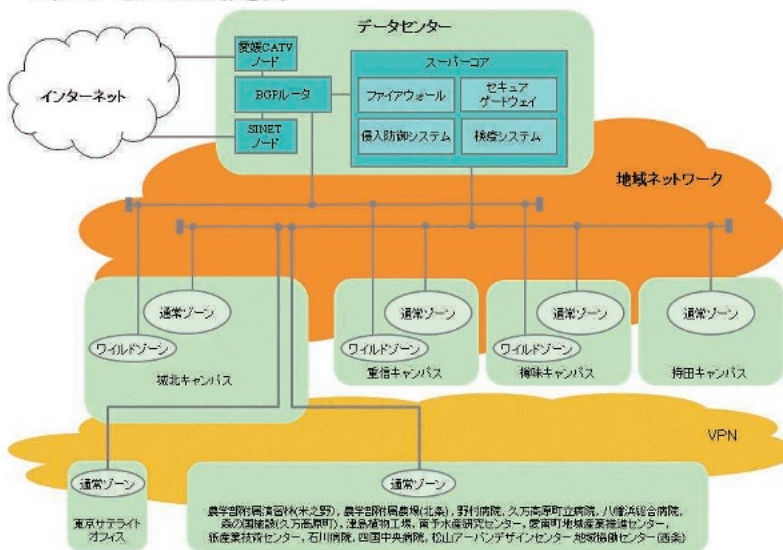 データセンター
愛媛CATV
ノード
スーパーコア
インターネット
BGPルータ
ファイアウォール
セキュア
ゲートウェイ
SINET
ノード
侵入防御システム
検疫システム
地域ネットワーク
通常ゾーン
通常ゾーン
通常ゾーン
通常ゾーン
ワイルドゾーン
ワイルドゾーン
ワイルドゾーン
城北キャンパス
重信キャンパス
樽味キャンパス
持田キャンパス
VPN
通常ゾーン
通常ゾーン
東京サテライト
オフィス
農学部附属演習林(米之野), 農学部附属農場(北条), 野村病院, 久万高原町立病院, 八幡浜総合病院,
森の国施設(久万高原町), 津島植物工場, 南予水産研究センター, 愛南町地域産業推進センター,
紙産業技術センター, 石川病院, 四国中央病院, 松山アーバンデザインセンター,地域協働センター(西条)